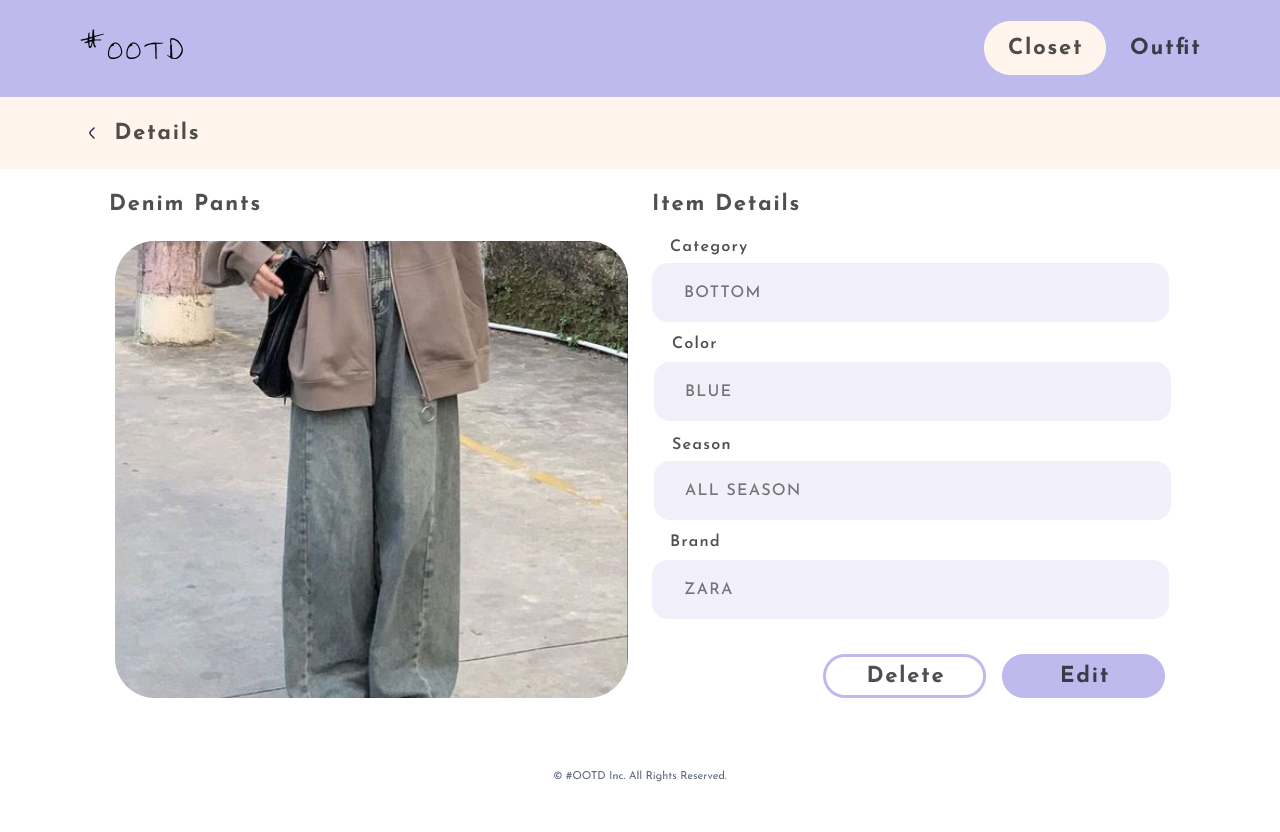 #OOTD
Closet
Outfit
‹ Details
Denim Pants
Item Details
Category
BOTTOM
Color
BLUE
Season
ALL SEASON
Brand
ZARA
Delete
Edit
© #OOTD Inc. All Rights Reserved.